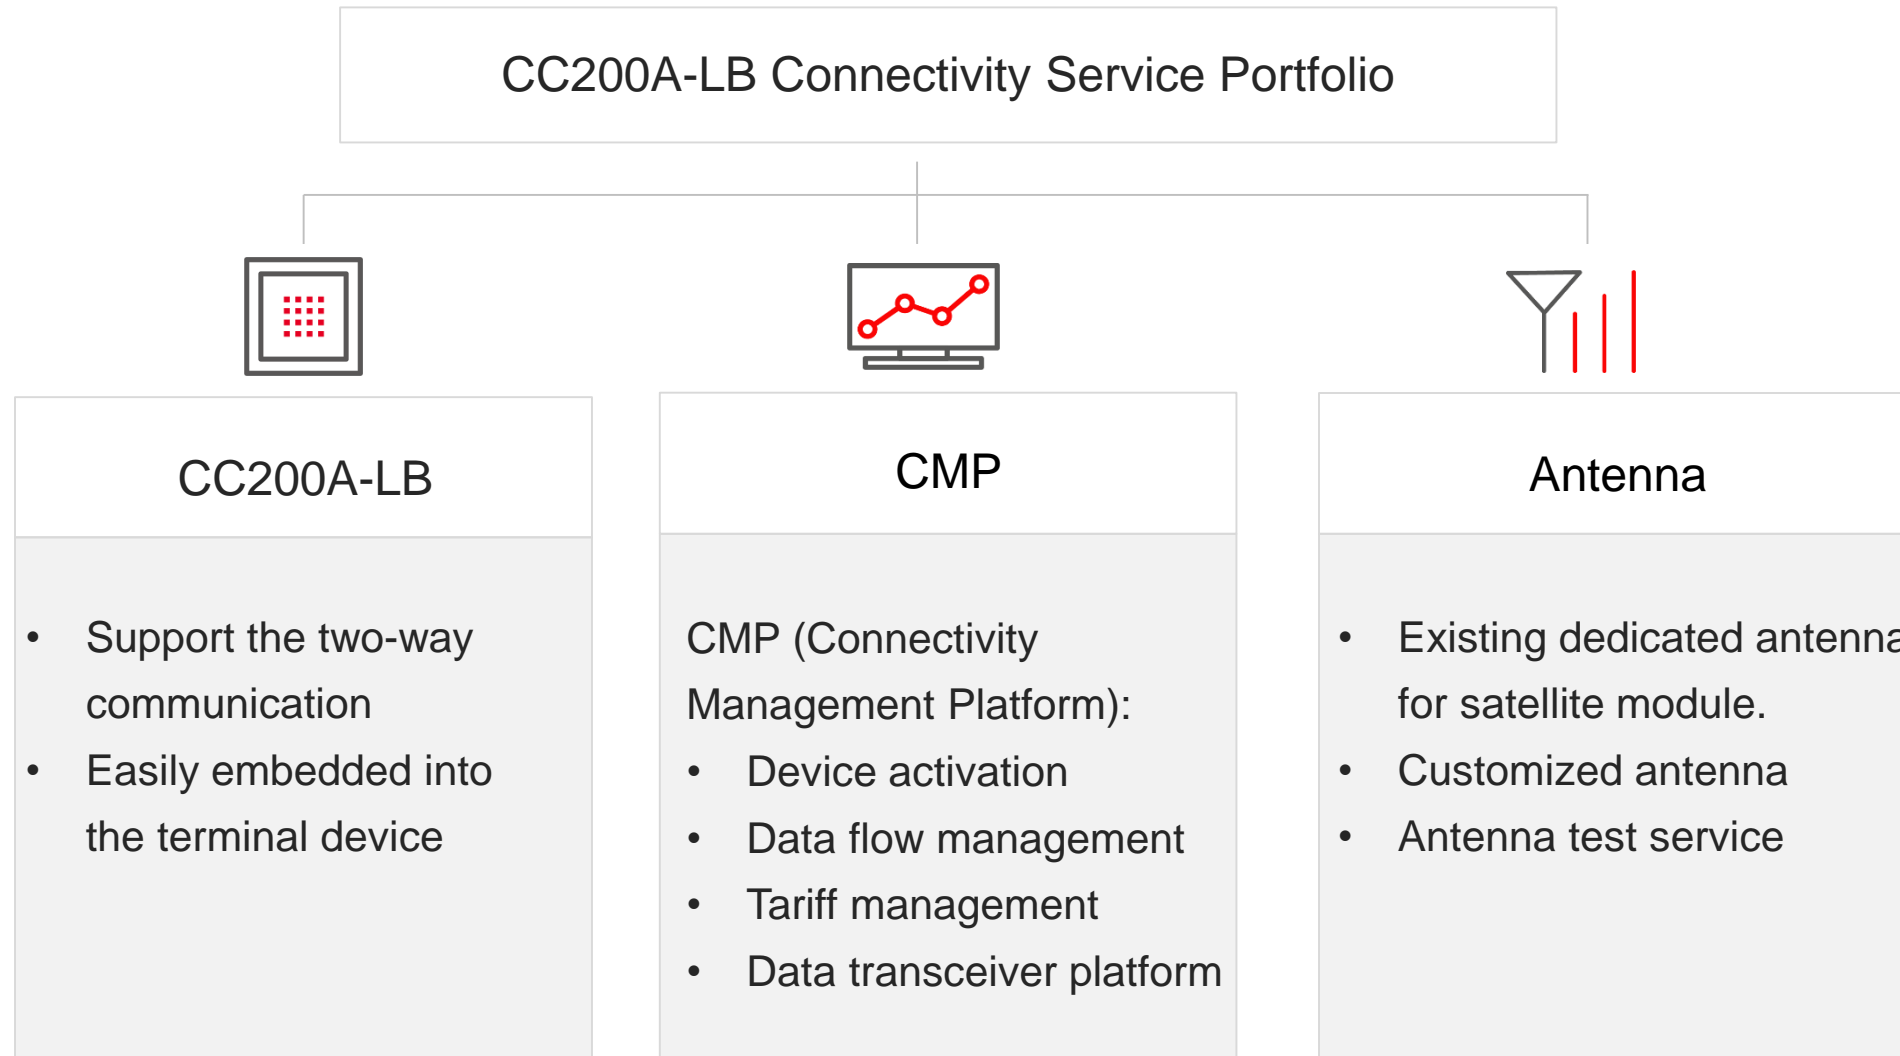 CC200A-LB Connectivity Service Portfolio
CC200A-LB
• Support the two-way
communication
• Easily embedded into
the terminal device
CMP
CMP (Connectivity
Management Platform):
• Device activation
• Data flow management
• Tariff management
• Data transceiver platform
Antenna
• Existing dedicated antenna
for satellite module.
• Customized antenna
• Antenna test service